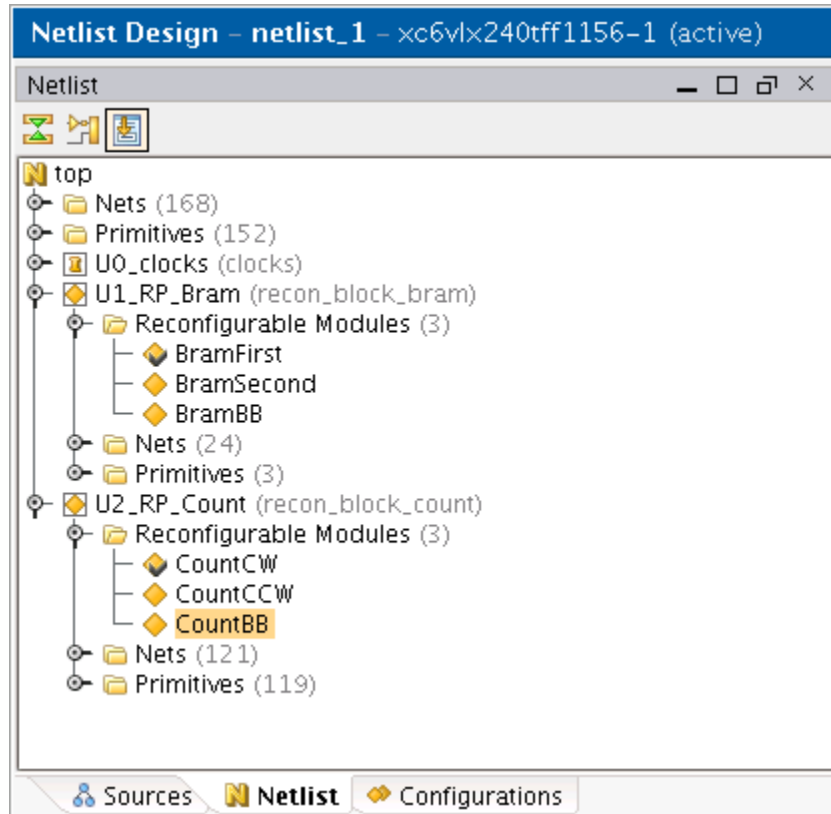 Netlist Design – netlist_1 – xc6vlx240tff1156-1 (active)
Netlist
top
Nets (168)
Primitives (152)
U0_clocks (clocks)
U1_RP_Bram (recon_block_bram)
Reconfigurable Modules (3)
BramFirst
BramSecond
BramBB
Nets (24)
Primitives (3)
U2_RP_Count (recon_block_count)
Reconfigurable Modules (3)
CountCW
CountCCW
CountBB
Nets (121)
Primitives (119)
Sources Netlist Configurations